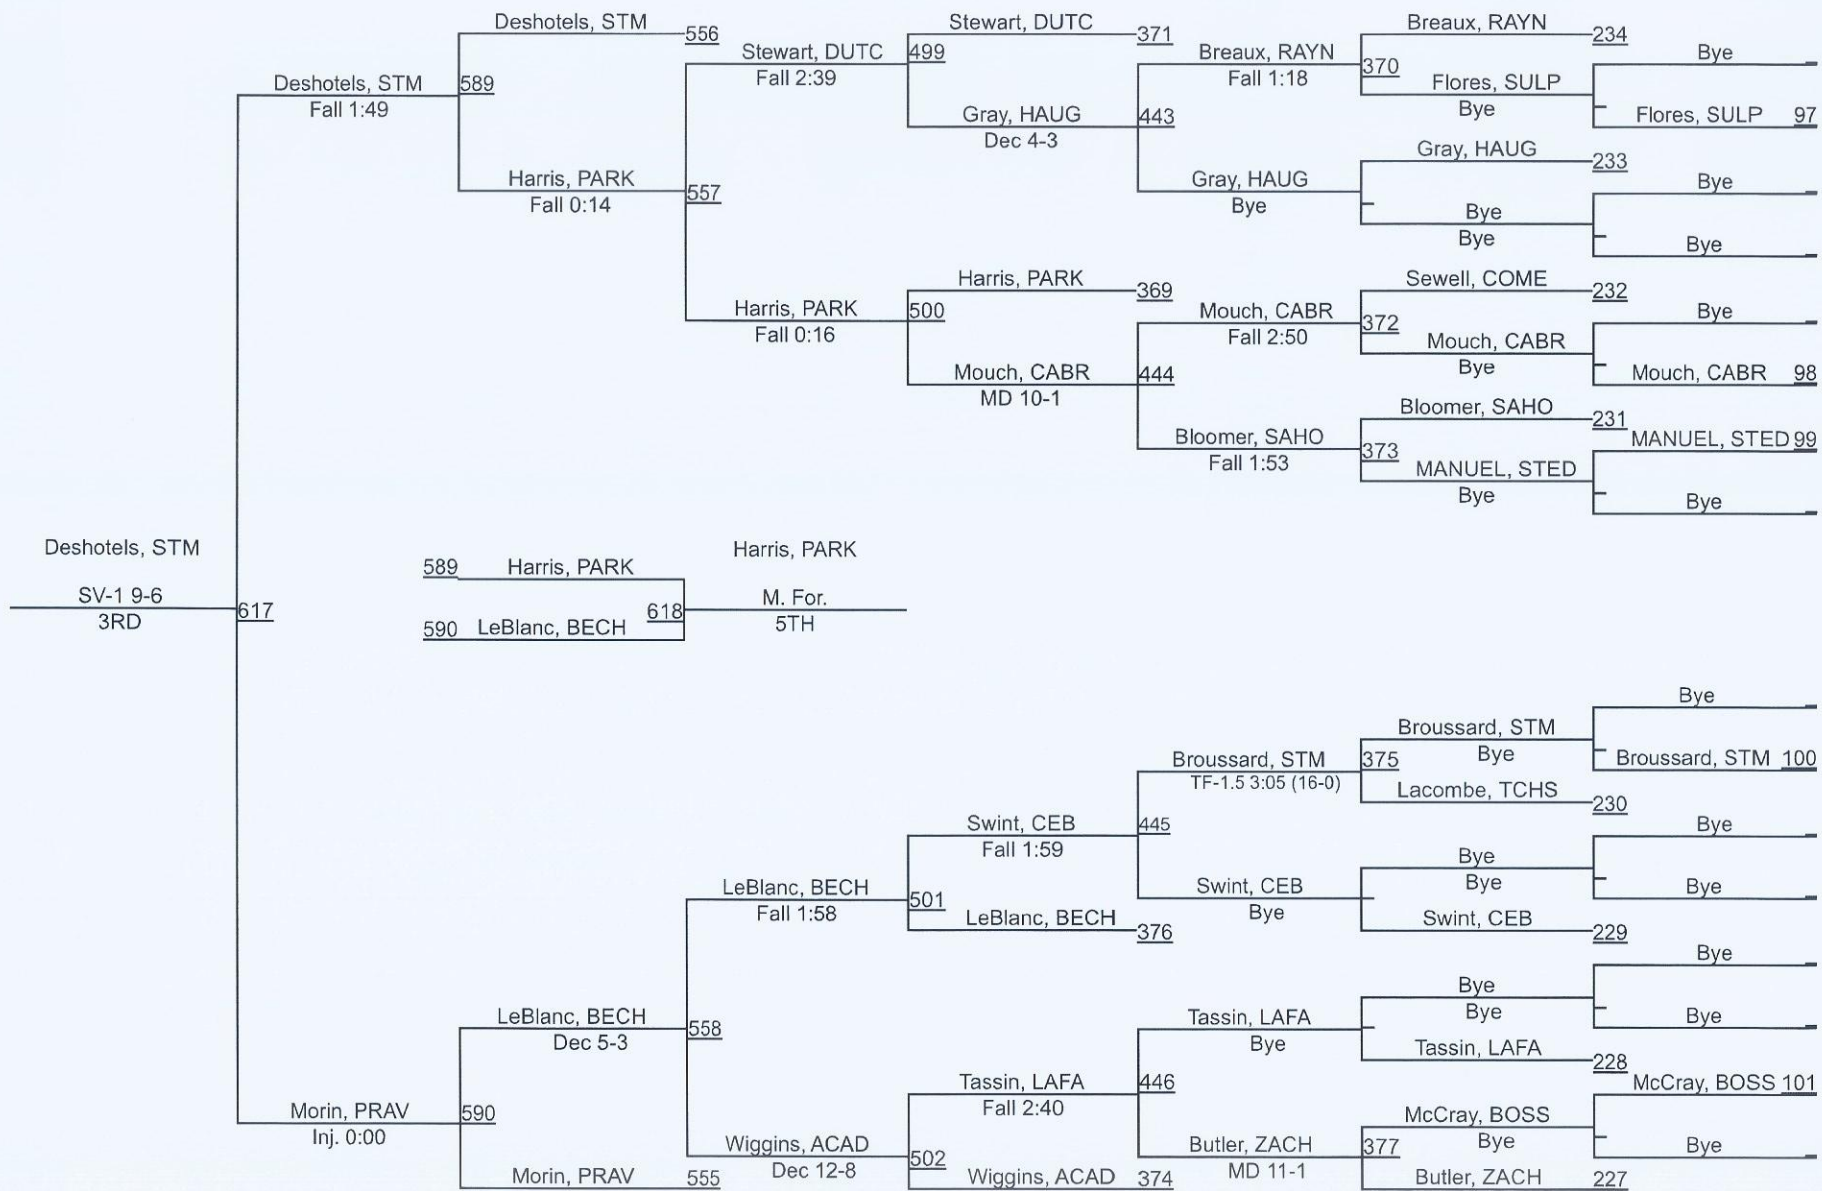 Deshotels, STM
556
Stewart, DUTC
371
Breaux, RAYN
234
Bye
Stewart, DUTC
Fall 2:39
499
Breaux, RAYN
Fall 1:18
370
Flores, SULP
Bye
Flores, SULP 97
Deshotels, STM
Fall 1:49
589
Gray, HAUG
Dec 4-3
443
Gray, HAUG
233
Bye
Harris, PARK
Fall 0:14
557
Gray, HAUG
Bye
Bye
Bye
Bye
Harris, PARK
369
Sewell, COME
232
Bye
Harris, PARK
Fall 0:16
500
Mouch, CABR
Fall 2:50
372
Mouch, CABR
Bye
Mouch, CABR 98
Mouch, CABR
MD 10-1
444
Bloomer, SAHO
231
MANUEL, STED 99
Bloomer, SAHO
Fall 1:53
373
MANUEL, STED
Bye
Bye
Deshotels, STM
SV-1 9-6
3RD
617
589 Harris, PARK
590 LeBlanc, BECH
618
Harris, PARK
M. For.
5TH
Bye
Broussard, STM
Bye
Broussard, STM 100
Broussard, STM
TF-1.5 3:05 (16-0)
375
Lacombe, TCHS
230
Swint, CEB
Fall 1:59
445
Bye
Bye
Bye
LeBlanc, BECH
Fall 1:58
501
Swint, CEB
Bye
Bye
LeBlanc, BECH
376
Swint, CEB
229
Bye
LeBlanc, BECH
Dec 5-3
558
Tassin, LAFA
Bye
Bye
Bye
Bye
Tassin, LAFA
228
Tassin, LAFA
Fall 2:40
446
McCray, BOSS 101
Morin, PRAV
Inj. 0:00
590
McCray, BOSS
Bye
Wiggins, ACAD
Dec 12-8
502
Butler, ZACH
MD 11-1
377
Bye
Morin, PRAV
555
Wiggins, ACAD
374
Butler, ZACH
227